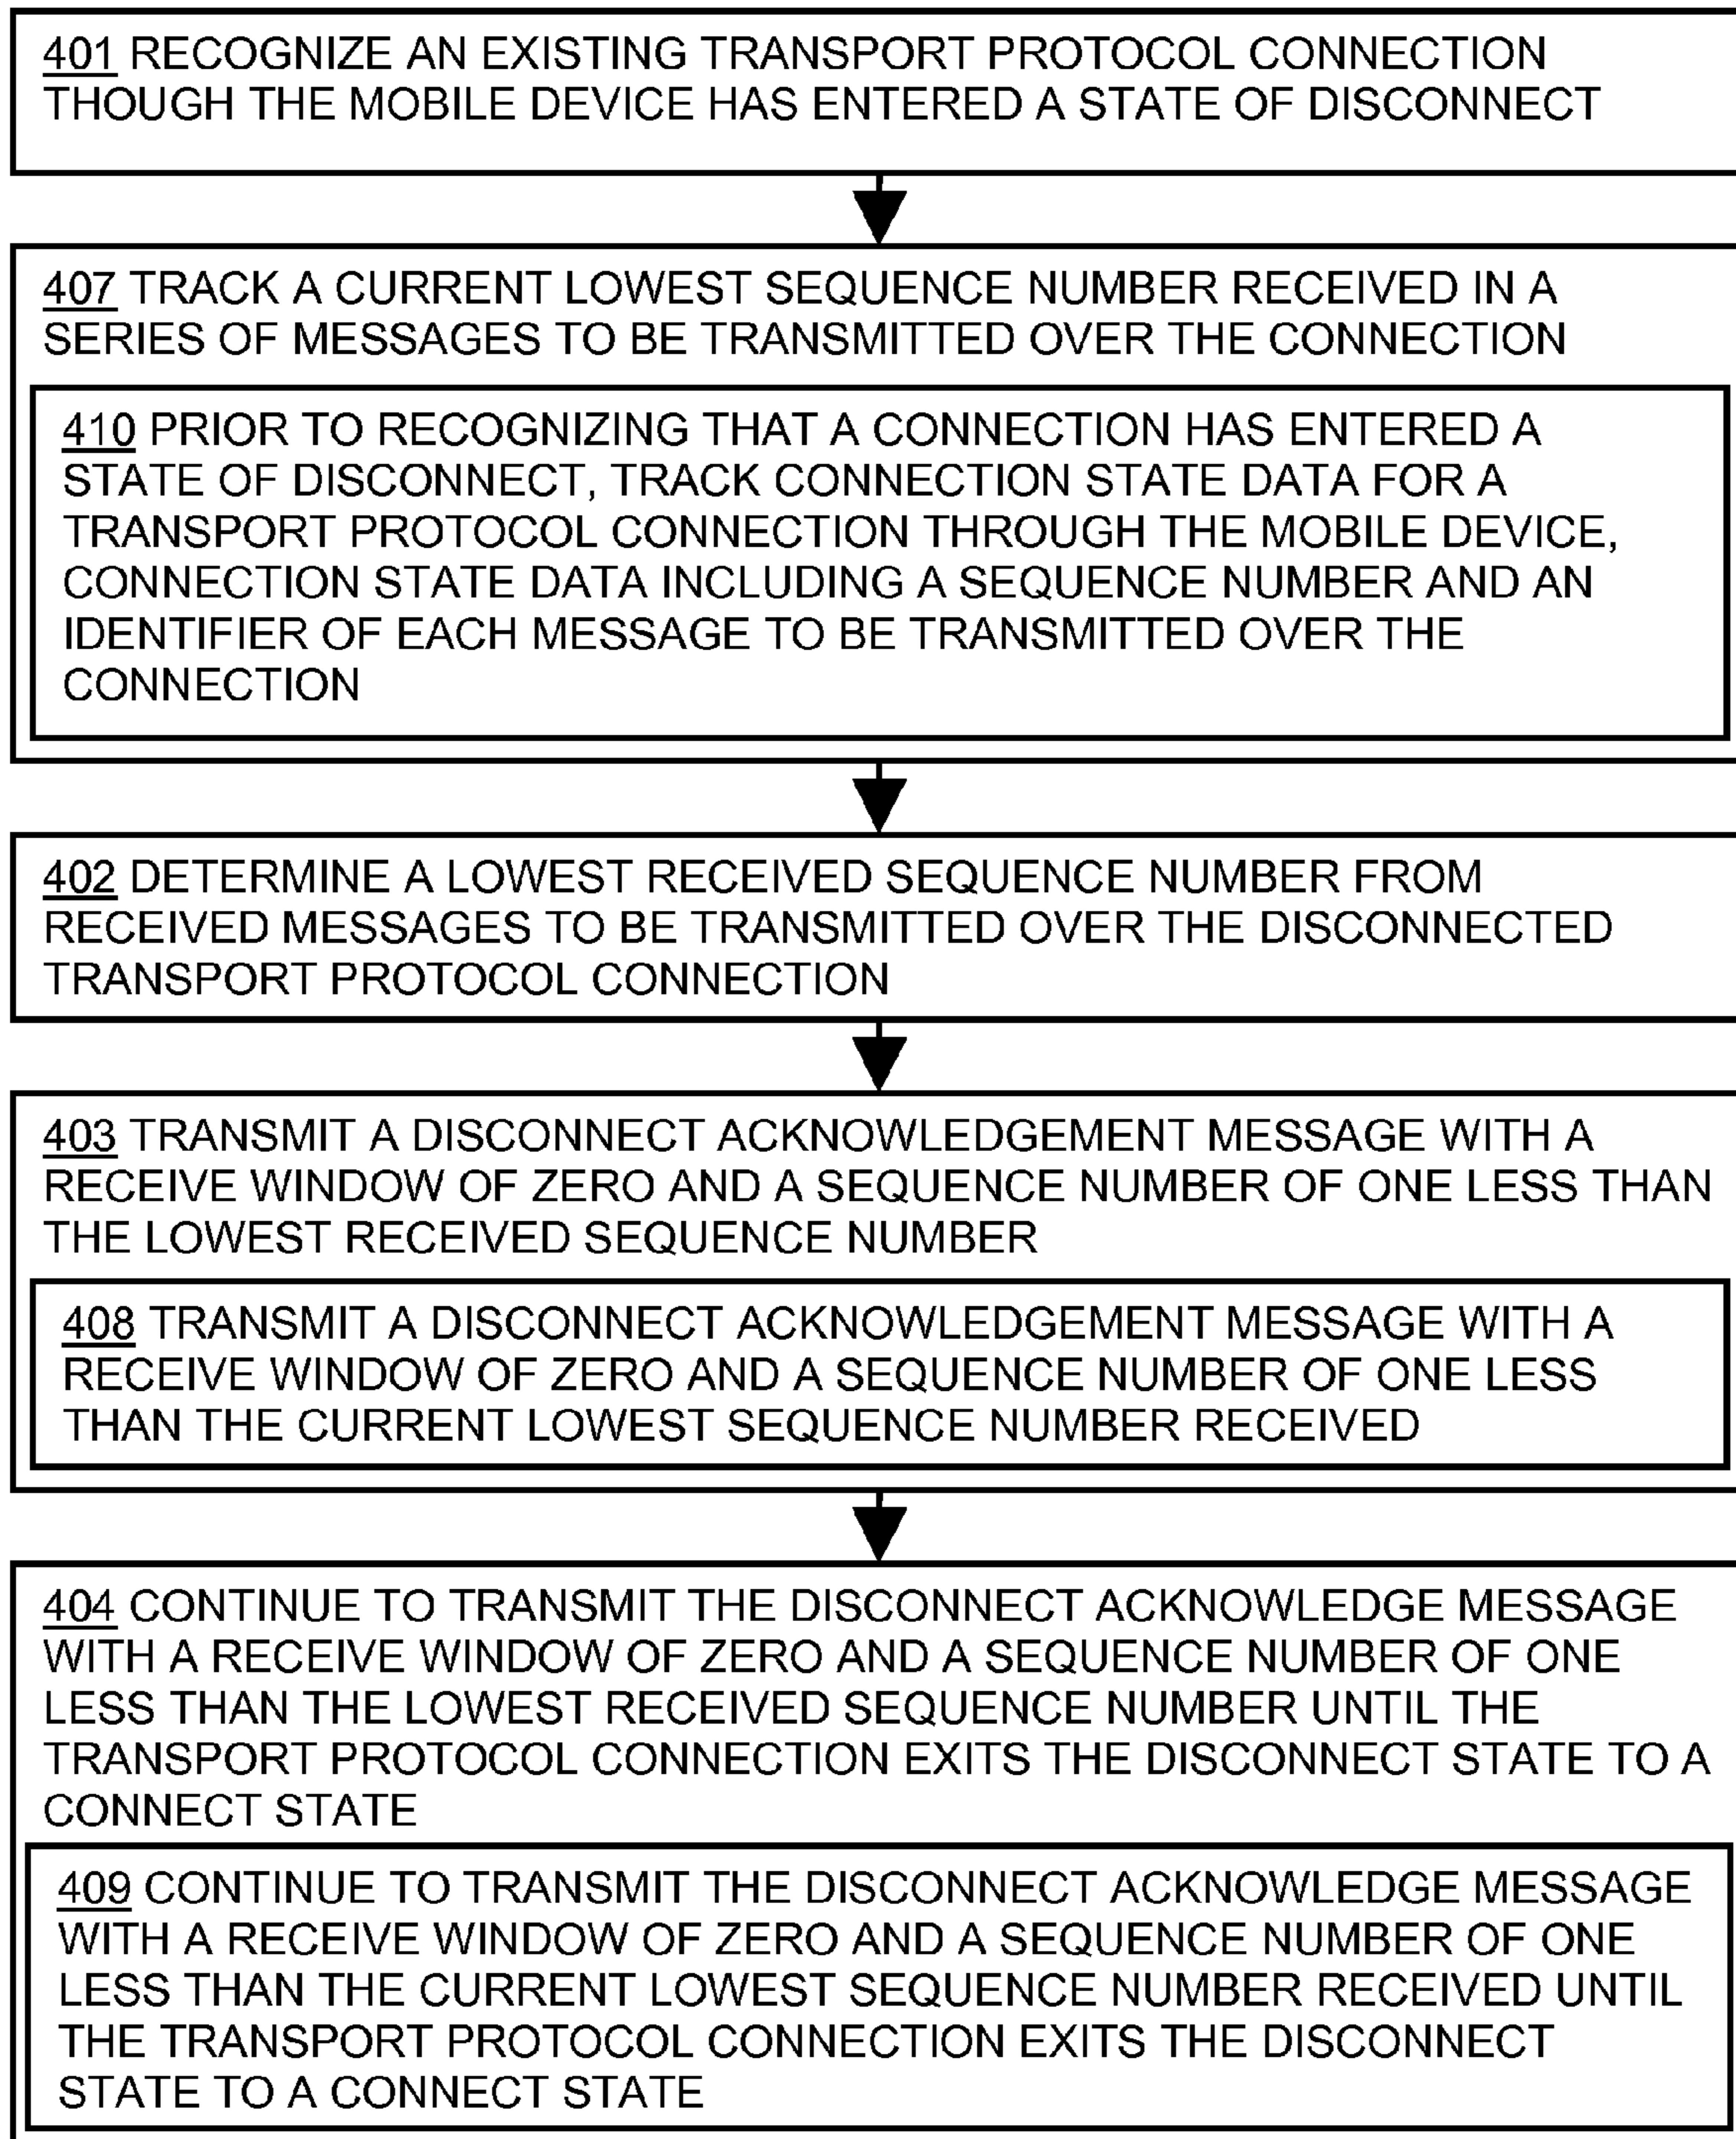 401 RECOGNIZE AN EXISTING TRANSPORT PROTOCOL CONNECTION
THOUGH THE MOBILE DEVICE HAS ENTERED A STATE OF DISCONNECT
407 TRACK A CURRENT LOWEST SEQUENCE NUMBER RECEIVED IN A
SERIES OF MESSAGES TO BE TRANSMITTED OVER THE CONNECTION
410 PRIOR TO RECOGNIZING THAT A CONNECTION HAS ENTERED A
STATE OF DISCONNECT, TRACK CONNECTION STATE DATA FOR A
TRANSPORT PROTOCOL CONNECTION THROUGH THE MOBILE DEVICE,
CONNECTION STATE DATA INCLUDING A SEQUENCE NUMBER AND AN
IDENTIFIER OF EACH MESSAGE TO BE TRANSMITTED OVER THE
CONNECTION
402 DETERMINE A LOWEST RECEIVED SEQUENCE NUMBER FROM
RECEIVED MESSAGES TO BE TRANSMITTED OVER THE DISCONNECTED
TRANSPORT PROTOCOL CONNECTION
403 TRANSMIT A DISCONNECT ACKNOWLEDGEMENT MESSAGE WITH A
RECEIVE WINDOW OF ZERO AND A SEQUENCE NUMBER OF ONE LESS THAN
THE LOWEST RECEIVED SEQUENCE NUMBER
408 TRANSMIT A DISCONNECT ACKNOWLEDGEMENT MESSAGE WITH A
RECEIVE WINDOW OF ZERO AND A SEQUENCE NUMBER OF ONE LESS
THAN THE CURRENT LOWEST SEQUENCE NUMBER RECEIVED
404 CONTINUE TO TRANSMIT THE DISCONNECT ACKNOWLEDGE MESSAGE
WITH A RECEIVE WINDOW OF ZERO AND A SEQUENCE NUMBER OF ONE
LESS THAN THE LOWEST RECEIVED SEQUENCE NUMBER UNTIL THE
TRANSPORT PROTOCOL CONNECTION EXITS THE DISCONNECT STATE TO A
CONNECT STATE
409 CONTINUE TO TRANSMIT THE DISCONNECT ACKNOWLEDGE MESSAGE
WITH A RECEIVE WINDOW OF ZERO AND A SEQUENCE NUMBER OF ONE
LESS THAN THE CURRENT LOWEST SEQUENCE NUMBER RECEIVED UNTIL
THE TRANSPORT PROTOCOL CONNECTION EXITS THE DISCONNECT
STATE TO A CONNECT STATE